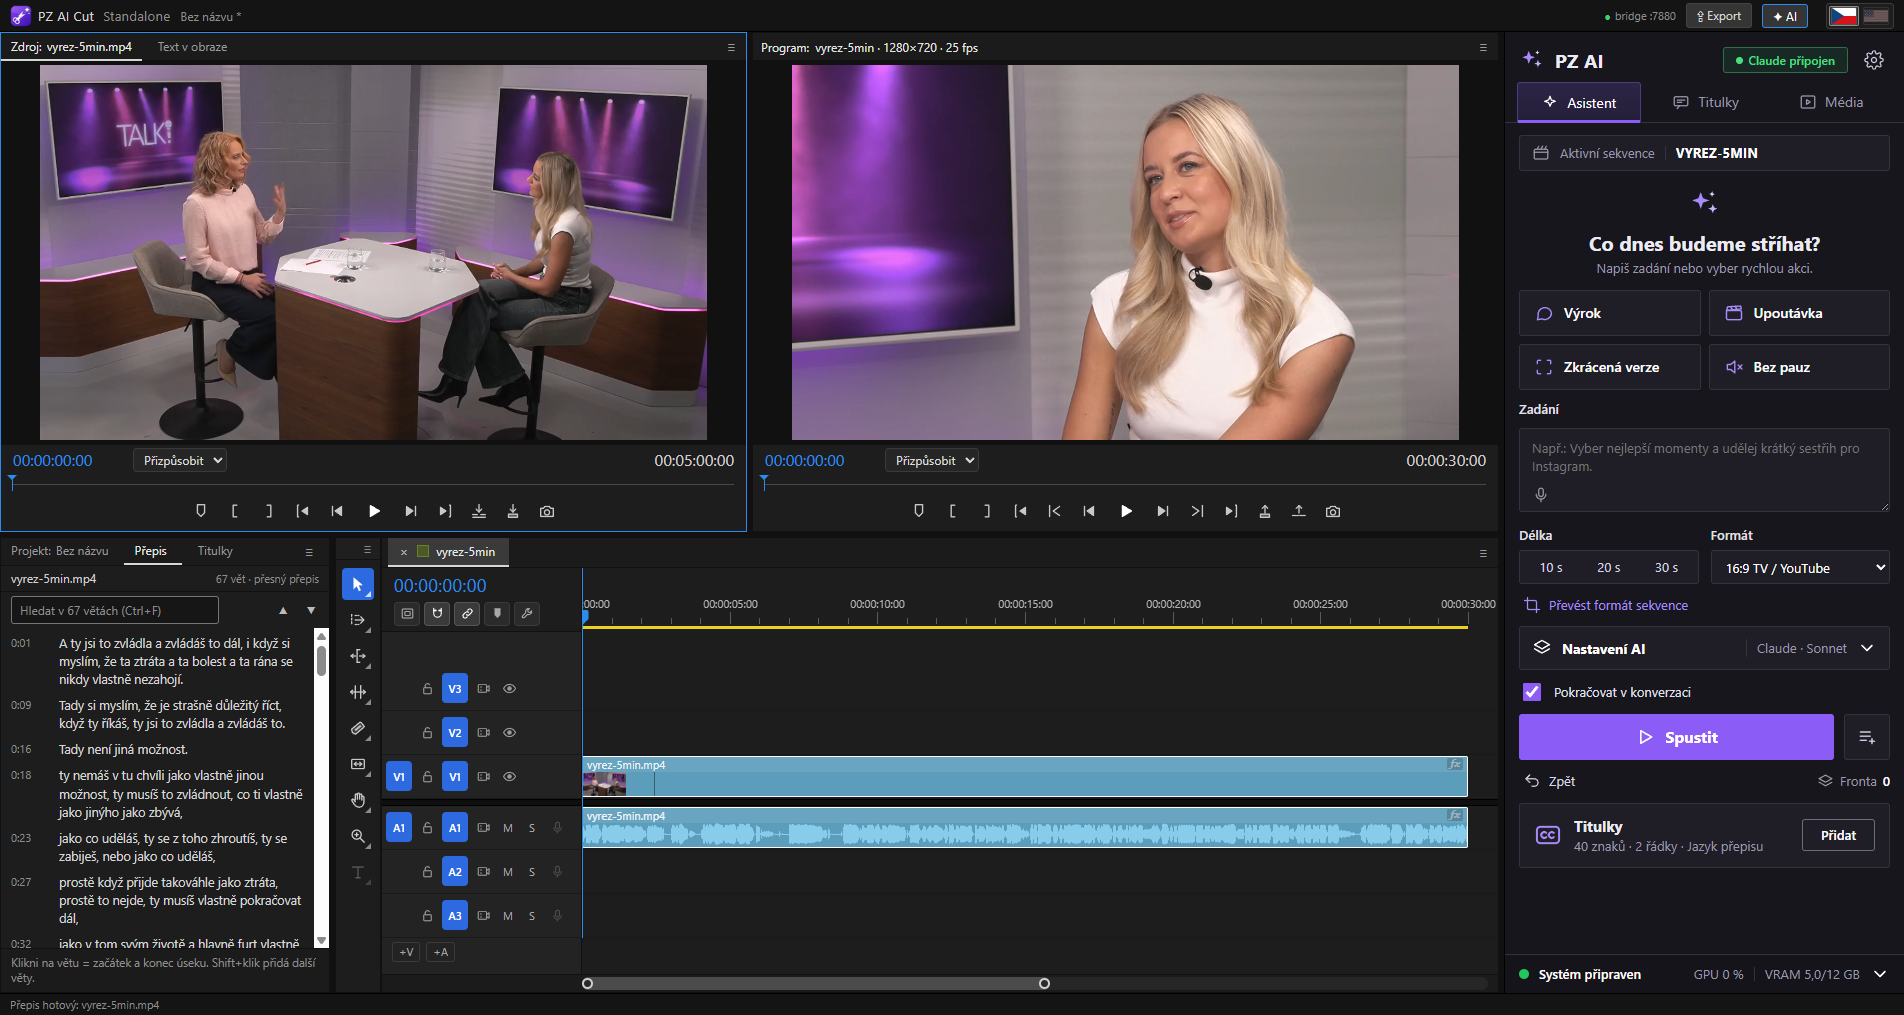 PZ AI Cut Standalone Bez názvu *
bridge :7880 Export AI
Zdroj: vyrez-5min.mp4 Text v obraze
TALK!
00:00:00:00 Přizpůsobit 00:05:00:00
Program: vyrez-5min · 1280×720 · 25 fps
00:00:00:00 Přizpůsobit 00:00:30:00
Projekt: Bez názvu Přepis Titulky
vyrez-5min.mp4 67 vět · přesný přepis
Hledat v 67 větách (Ctrl+F)
0:01 A ty jsi to zvládla a zvládáš to dál, i když si
myslím, že ta ztráta a ta bolest a ta rána se
nikdy vlastně nezahojí.
0:09 Tady si myslím, že je strašně důležitý říct,
když ty říkáš, ty jsi to zvládla a zvládáš to.
0:16 Tady není jiná možnost.
0:18 ty nemáš v tu chvíli jako vlastně jinou
možnost, ty musíš to zvládnout, co ti vlastně
jako jinýho jako zbývá,
0:23 jako co uděláš, ty se z toho zhroutíš, ty se
zabiješ, nebo jako co uděláš,
0:27 prostě když přijde takováhle jako ztráta,
prostě to nejde, ty musíš vlastně pokračovat
dál,
0:32 jako v tom svým životě a hlavně furt vlastně
Klikni na větu = začátek a konec úseku. Shift+klik přidá další
věty.
Přepis hotový: vyrez-5min.mp4
vyrez-5min
00:00:00:00
00:00 00:00:05:00 00:00:10:00 00:00:15:00 00:00:20:00 00:00:25:00 00:00:30:00
V3
V2
V1 V1
vyrez-5min.mp4 fx
A1 A1 M S
vyrez-5min.mp4 fx
A2 M S
A3 M S
+V +A
PZ AI Claude připojen
Asistent Titulky Média
Aktivní sekvence VYREZ-5MIN
Co dnes budeme stříhat?
Napiš zadání nebo vyber rychlou akci.
Výrok Upoutávka
Zkrácená verze Bez pauz
Zadání
Např.: Vyber nejlepší momenty a udělej krátký sestřih pro
Instagram.
Délka Formát
10 s 20 s 30 s 16:9 TV / YouTube
Převést formát sekvence
Nastavení AI Claude · Sonnet
Pokračovat v konverzaci
Spustit
Zpět Fronta 0
CC Titulky
40 znaků · 2 řádky · Jazyk přepisu
Přidat
Systém připraven GPU 0 % VRAM 5,0/12 GB